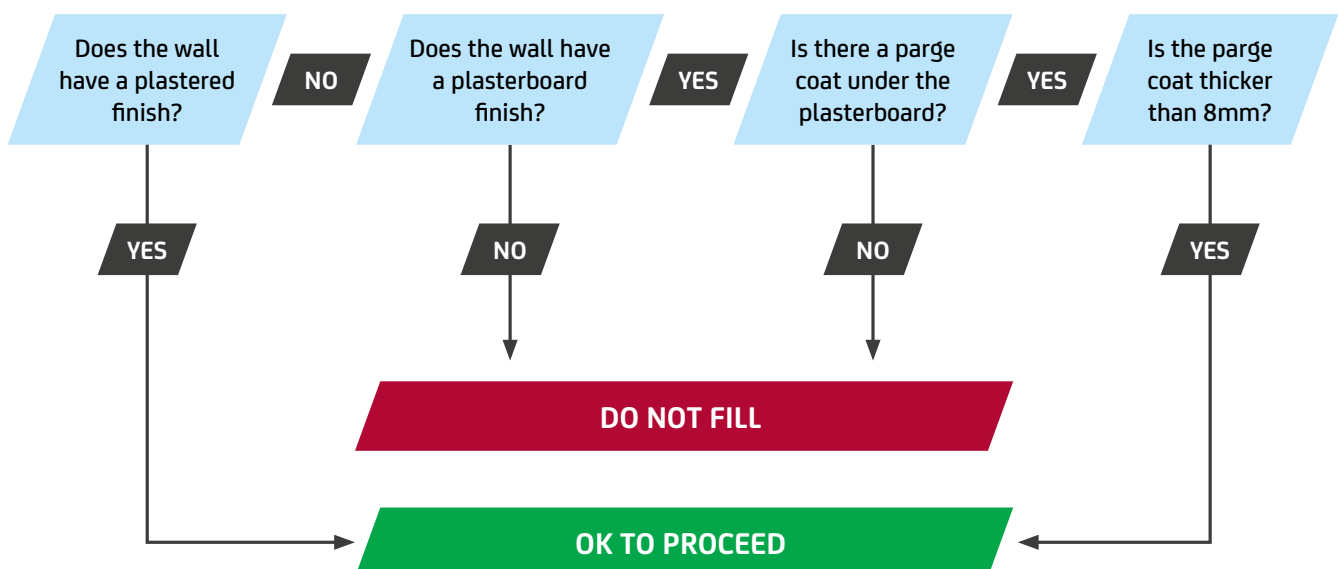 Does the wall
have a plastered
finish?
NO
Does the wall have
a plasterboard
finish?
YES
Is there a parge
coat under the
plasterboard?
YES
Is the parge
coat thicker
than 8mm?
YES
NO
NO
YES
DO NOT FILL
OK TO PROCEED